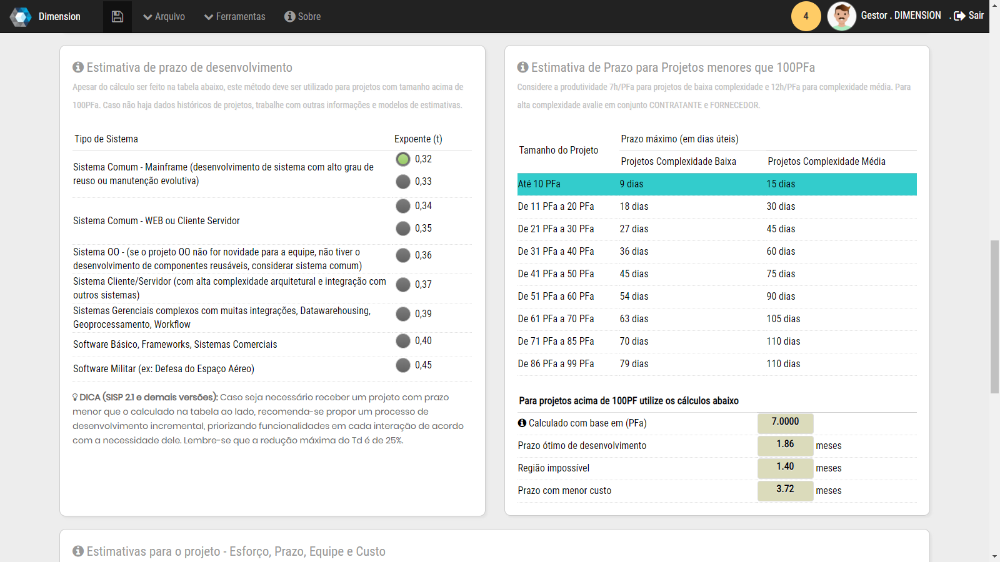 Dimension
Arquivo
Ferramentas
Sobre
4
Gestor . DIMENSION
. Sair
Estimativa de prazo de desenvolvimento
Apesar do cálculo ser feito na tabela abaixo, este método deve ser utilizado para projetos com tamanho acima de
100PFa. Caso não haja dados históricos de projetos, trabalhe com outras informações e modelos de estimativas.
Tipo de Sistema Expoente (t)
Sistema Comum - Mainframe (desenvolvimento de sistema com alto grau de
reuso ou manutenção evolutiva)
0,32
0,33
Sistema Comum - WEB ou Cliente Servidor
0,34
0,35
Sistema OO - (se o projeto OO não for novidade para a equipe, não tiver o
desenvolvimento de componentes reusáveis, considerar sistema comum)
0,36
Sistema Cliente/Servidor (com alta complexidade arquitetural e integração com
outros sistemas)
0,37
Sistemas Gerenciais complexos com muitas integrações, Datawarehousing,
Geoprocessamento, Workflow
0,39
Software Básico, Frameworks, Sistemas Comerciais 0,40
Software Militar (ex: Defesa do Espaço Aéreo) 0,45
DICA (SISP 2.1 e demais versões): Caso seja necessário receber um projeto com prazo
menor que o calculado na tabela ao lado, recomenda-se propor um processo de
desenvolvimento incremental, priorizando funcionalidades em cada interação de acordo
com a necessidade dele. Lembre-se que a redução máxima do Td é de 25%.
Estimativa de Prazo para Projetos menores que 100PFa
Considere a produtividade 7h/PFa para projetos de baixa complexidade e 12h/PFa para complexidade média. Para
alta complexidade avalie em conjunto CONTRATANTE e FORNECEDOR.
Tamanho do Projeto
Prazo máximo (em dias úteis)
Projetos Complexidade Baixa Projetos Complexidade Média
Até 10 PFa 9 dias 15 dias
De 11 PFa a 20 PFa 18 dias 30 dias
De 21 PFa a 30 PFa 27 dias 45 dias
De 31 PFa a 40 PFa 36 dias 60 dias
De 41 PFa a 50 PFa 45 dias 75 dias
De 51 PFa a 60 PFa 54 dias 90 dias
De 61 PFa a 70 PFa 63 dias 105 dias
De 71 PFa a 85 PFa 70 dias 110 dias
De 86 PFa a 99 PFa 79 dias 110 dias
Para projetos acima de 100PF utilize os cálculos abaixo
Calculado com base em (PFa) 7.0000
Prazo ótimo de desenvolvimento 1.86 meses
Região impossível 1.40 meses
Prazo com menor custo 3.72 meses
Estimativas para o projeto - Esforço, Prazo, Equipe e Custo